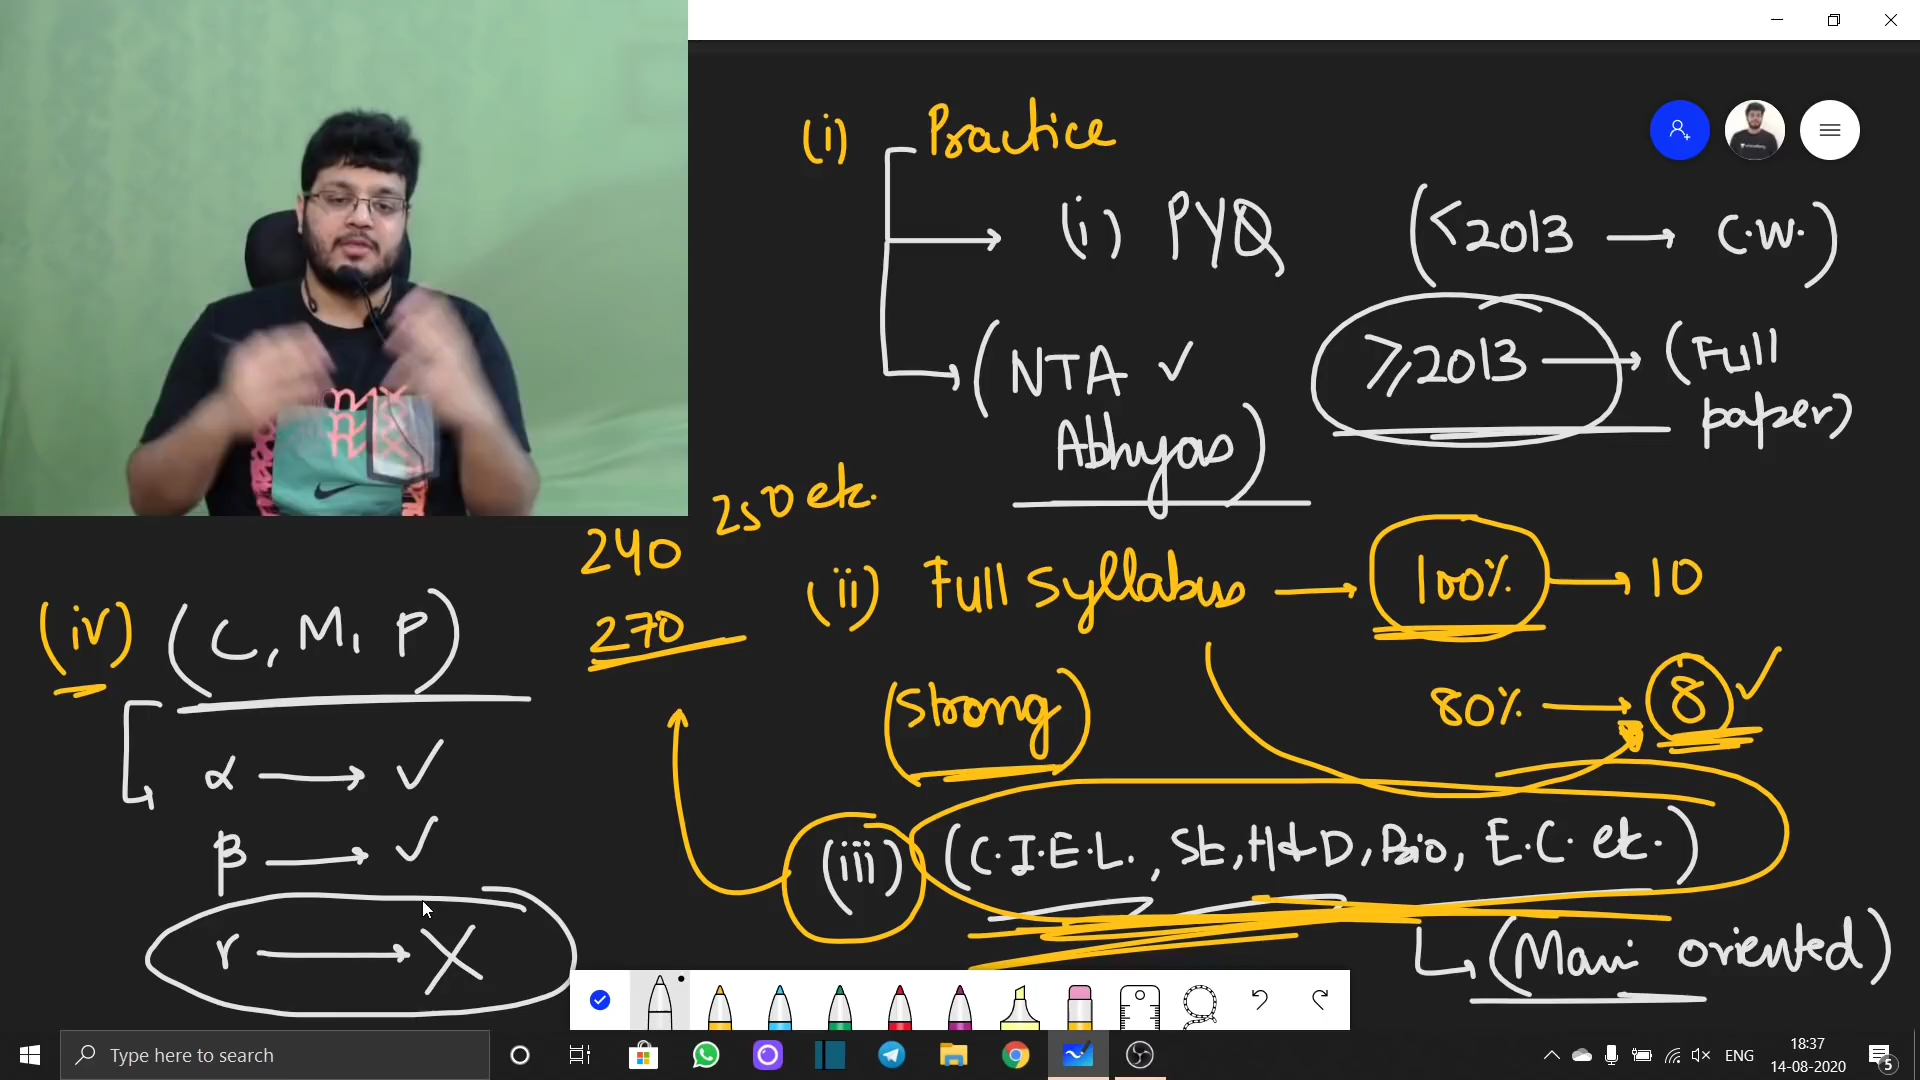 (i) Practice
(i) PYQ (<2013 → C.W.)
(NTA ✓ ≥2013 → (Full
Abhyas) paper)
250 etc.
240
270
(ii) Full syllabus → 100% → 10
(Strong) 80% → 8 ✓
(iii) (C.I.E.L., St, H&D, Bio, E.C. etc.)
(Main oriented)
(iv) (C, M, P)
α → ✓
β → ✓
r → X
Type here to search
ENG
18:37
14-08-2020
5